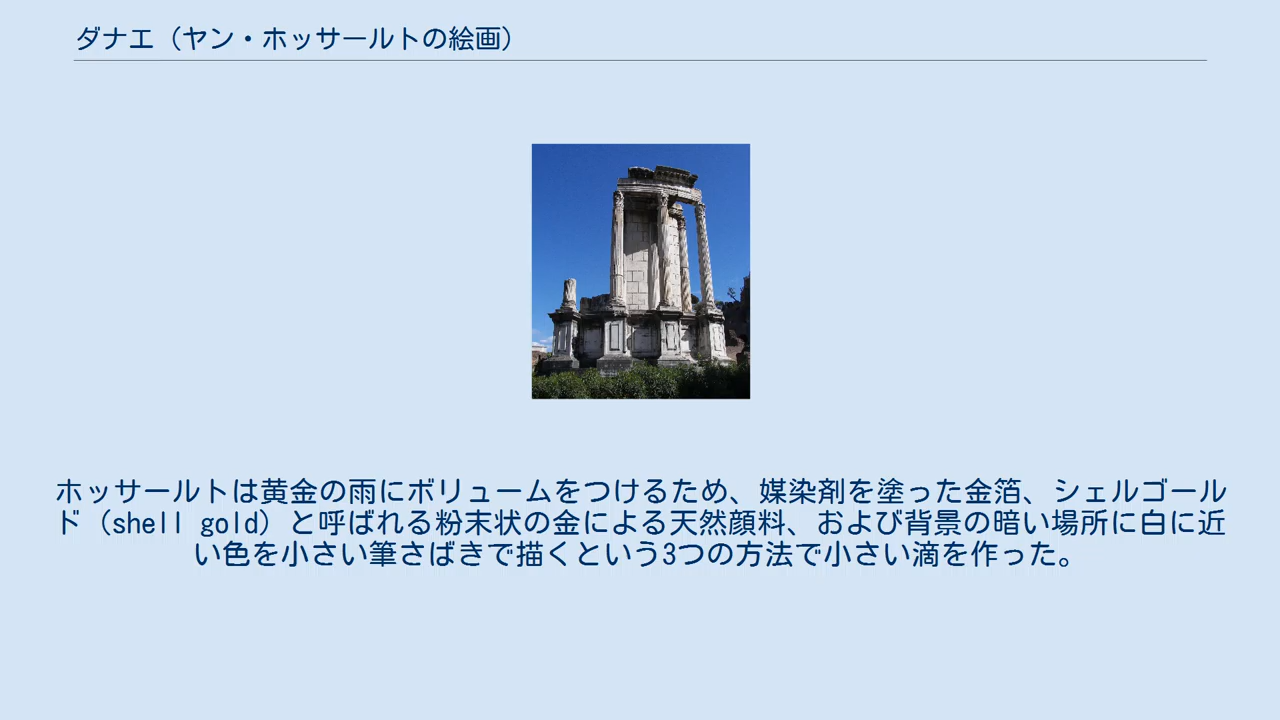 ダナエ（ヤン・ホッサールトの絵画）
ホッサールトは黄金の雨にボリュームをつけるため、媒染剤を塗った金箔、シェルゴール
ド（shell gold）と呼ばれる粉末状の金による天然顔料、および背景の暗い場所に白に近
い色を小さい筆さばきで描くという3つの方法で小さい滴を作った。